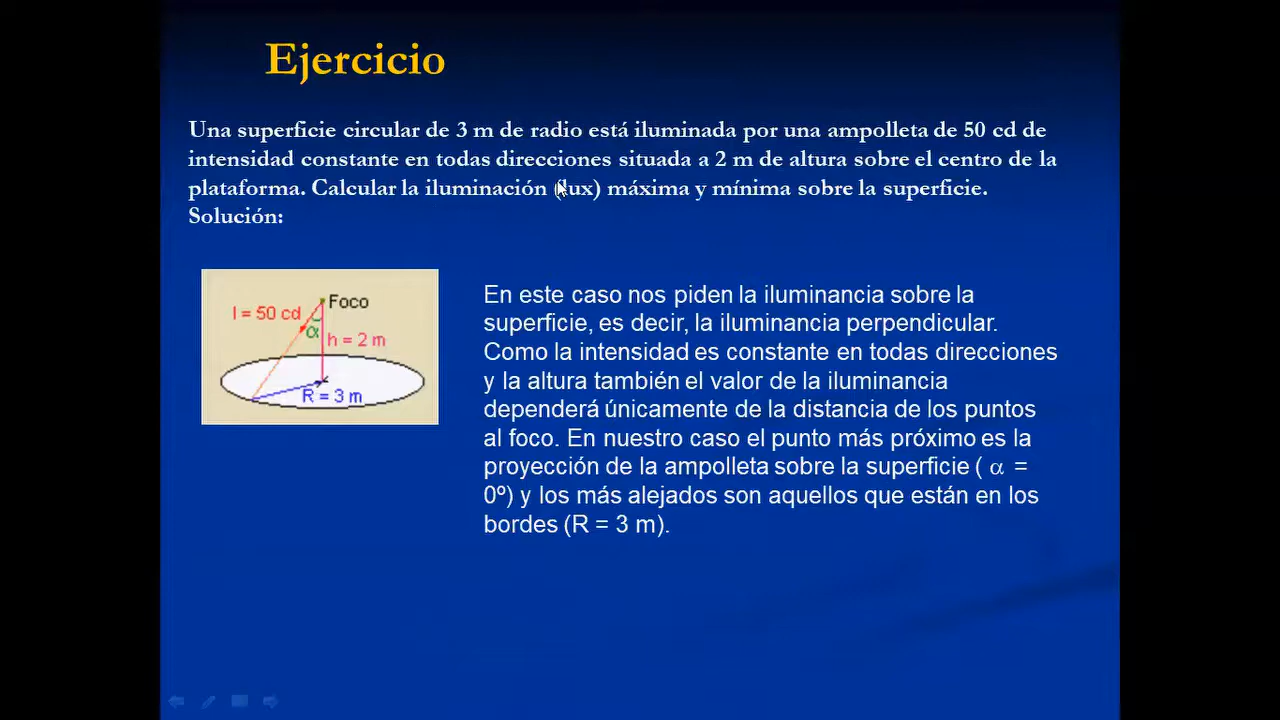 Ejercicio
Una superficie circular de 3 m de radio está iluminada por una ampolleta de 50 cd de
intensidad constante en todas direcciones situada a 2 m de altura sobre el centro de la
plataforma. Calcular la iluminación (lux) máxima y mínima sobre la superficie.
Solución:
Foco
I = 50 cd
α
h = 2 m
R = 3 m
En este caso nos piden la iluminancia sobre la
superficie, es decir, la iluminancia perpendicular.
Como la intensidad es constante en todas direcciones
y la altura también el valor de la iluminancia
dependerá únicamente de la distancia de los puntos
al foco. En nuestro caso el punto más próximo es la
proyección de la ampolleta sobre la superficie ( α =
0º) y los más alejados son aquellos que están en los
bordes (R = 3 m).